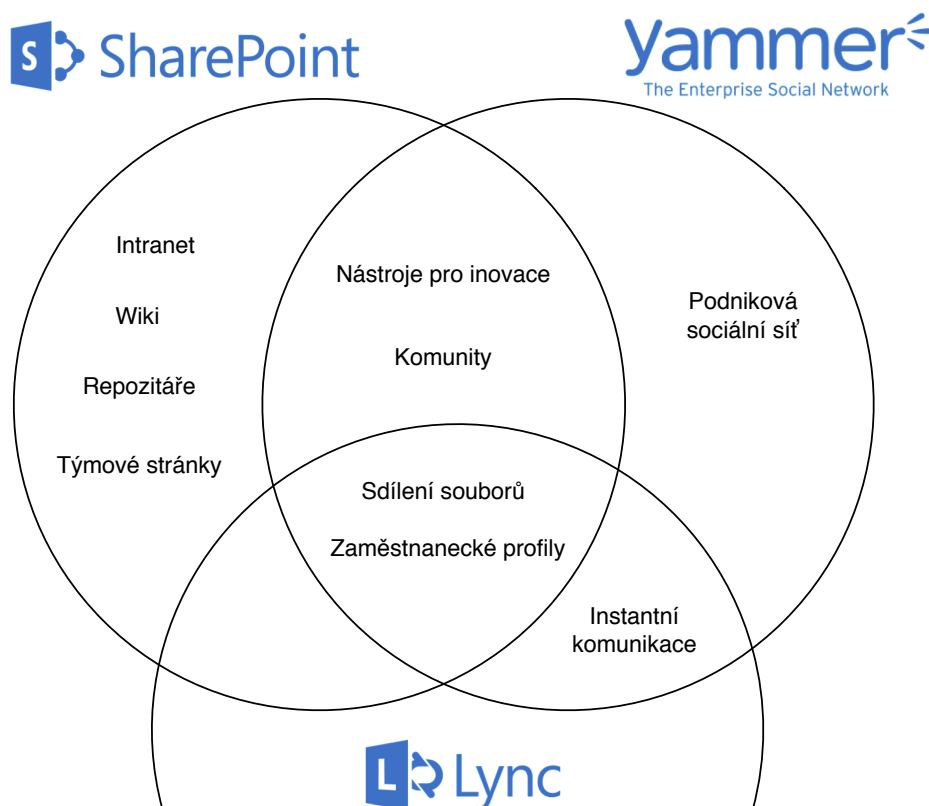 S SharePoint
yammer
The Enterprise Social Network
Intranet
Wiki
Repozitáře
Týmové stránky
Nástroje pro inovace
Komunity
Podniková
sociální síť
Sdílení souborů
Zaměstnanecké profily
Instantní
komunikace
L Lync